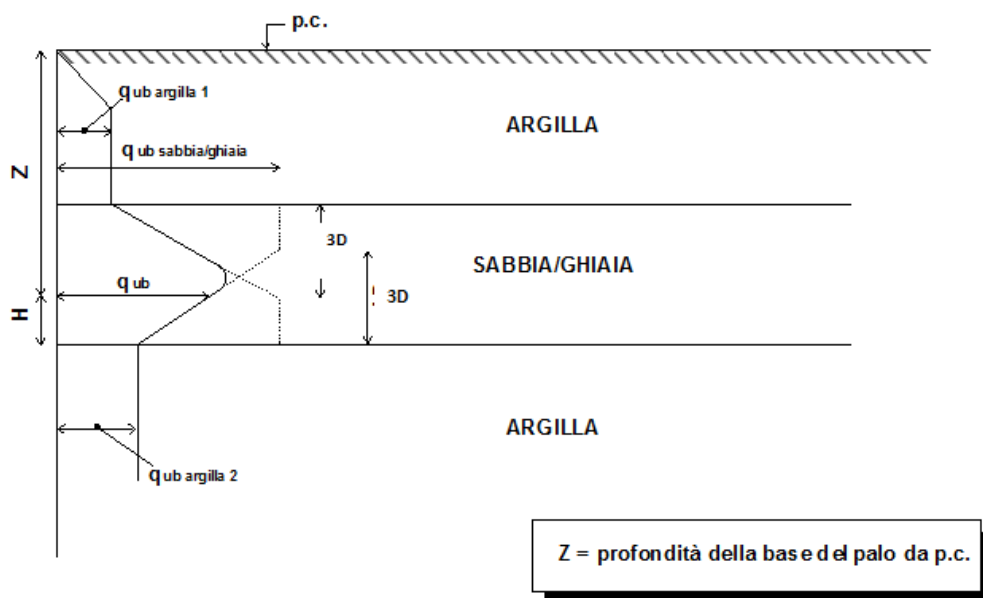 p.c.
q ub argilla 1
ARGILLA
q ub sabbia/ghiaia
Z
3D
SABBIA/GHIAIA
q ub
3D
H
ARGILLA
q ub argilla 2
Z = profondità della base del palo da p.c.